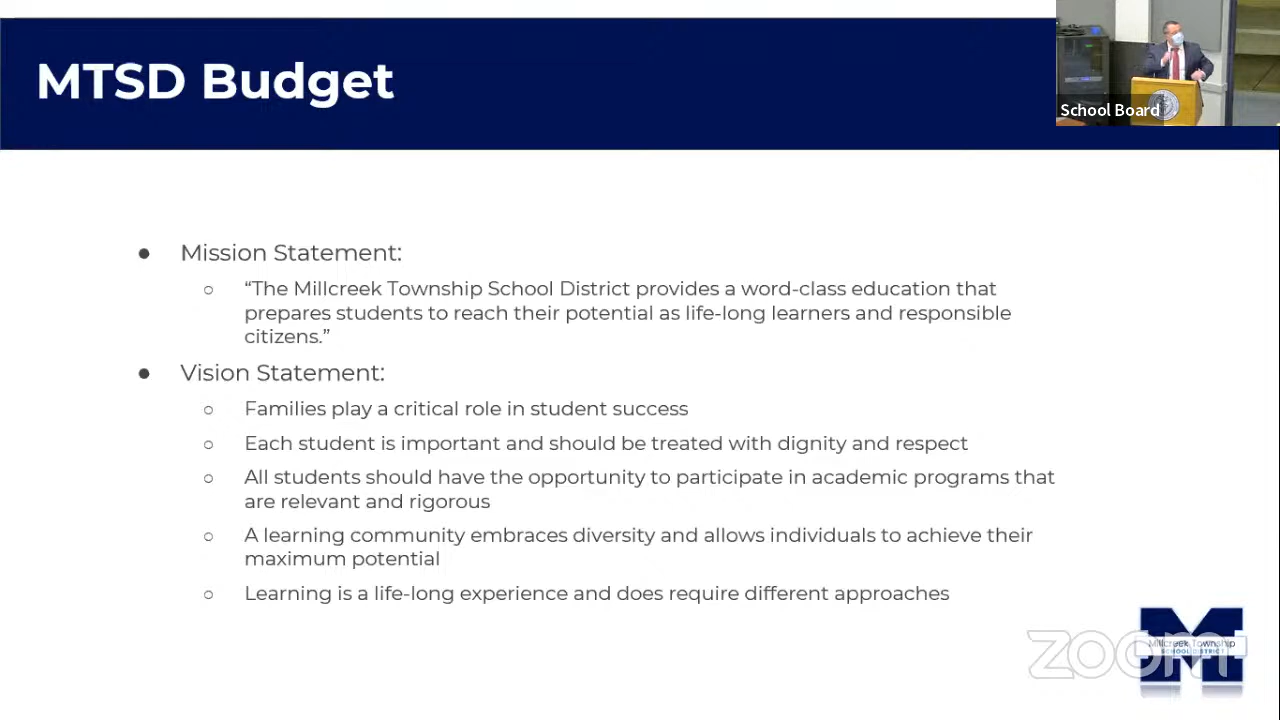 MTSD Budget
School Board
● Mission Statement:
○ “The Millcreek Township School District provides a word-class education that
prepares students to reach their potential as life-long learners and responsible
citizens.”
● Vision Statement:
○ Families play a critical role in student success
○ Each student is important and should be treated with dignity and respect
○ All students should have the opportunity to participate in academic programs that
are relevant and rigorous
○ A learning community embraces diversity and allows individuals to achieve their
maximum potential
○ Learning is a life-long experience and does require different approaches
zoom
M
Millcreek Township
SCHOOL DISTRICT